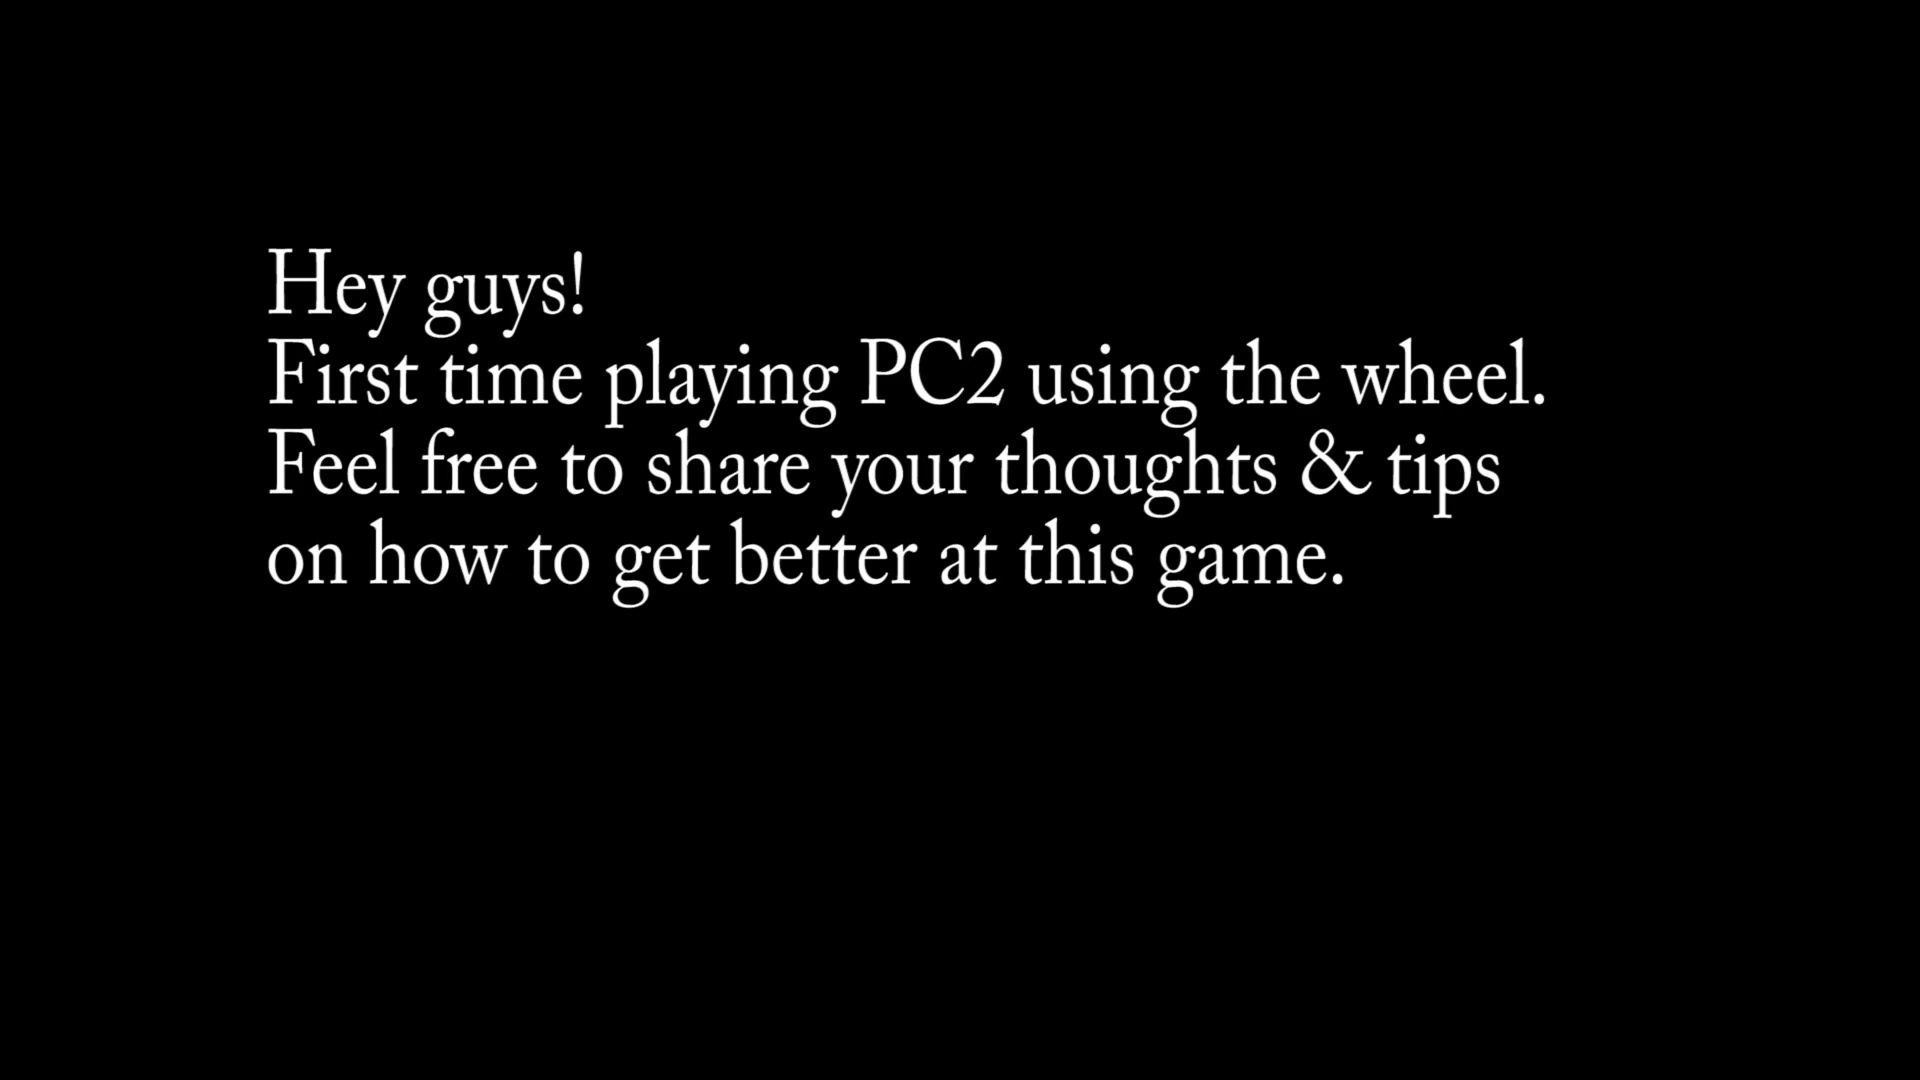 Hey guys!
First time playing PC2 using the wheel.
Feel free to share your thoughts & tips
on how to get better at this game.